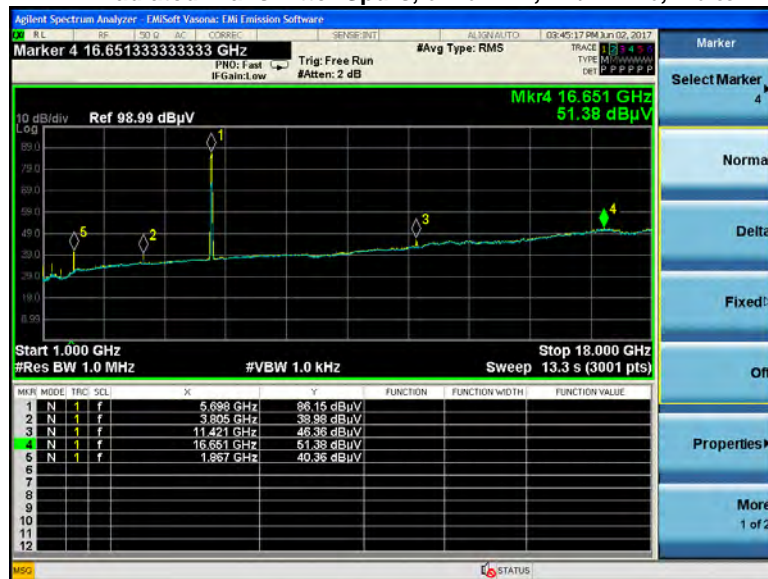 Agilent Spectrum Analyzer - EMiSoft Vasona: EMI Emission Software
RL RF 50 Ω AC CORREC SENSE:INT ALIGNAUTO 03:45:17 PM Jun 02, 2017
Marker 4 16.651333333333 GHz
PNO: Fast
IFGain:Low
Trig: Free Run
#Atten: 2 dB
#Avg Type: RMS
TRACE 1 2 3 4 5 6
TYPE MMWWWW
DET P P P P P P
Mkr4 16.651 GHz
51.38 dBµV
10 dB/div Ref 98.99 dBµV
Log
89.0
79.0
69.0
59.0
49.0
39.0
29.0
19.0
8.99
1
2
3
4
5
Start 1.000 GHz Stop 18.000 GHz
#Res BW 1.0 MHz #VBW 1.0 kHz Sweep 13.3 s (3001 pts)
MKR MODE TRC SCL X Y FUNCTION FUNCTION WIDTH FUNCTION VALUE
1 N 1 f 5.698 GHz 86.15 dBµV
2 N 1 f 3.805 GHz 38.98 dBµV
3 N 1 f 11.421 GHz 46.36 dBµV
4 N 1 f 16.651 GHz 51.38 dBµV
5 N 1 f 1.967 GHz 40.36 dBµV
6
7
8
9
10
11
12
MSG STATUS
Marker
Select Marker
4
Norma
Delta
Fixed
Off
Properties
More
1 of 2